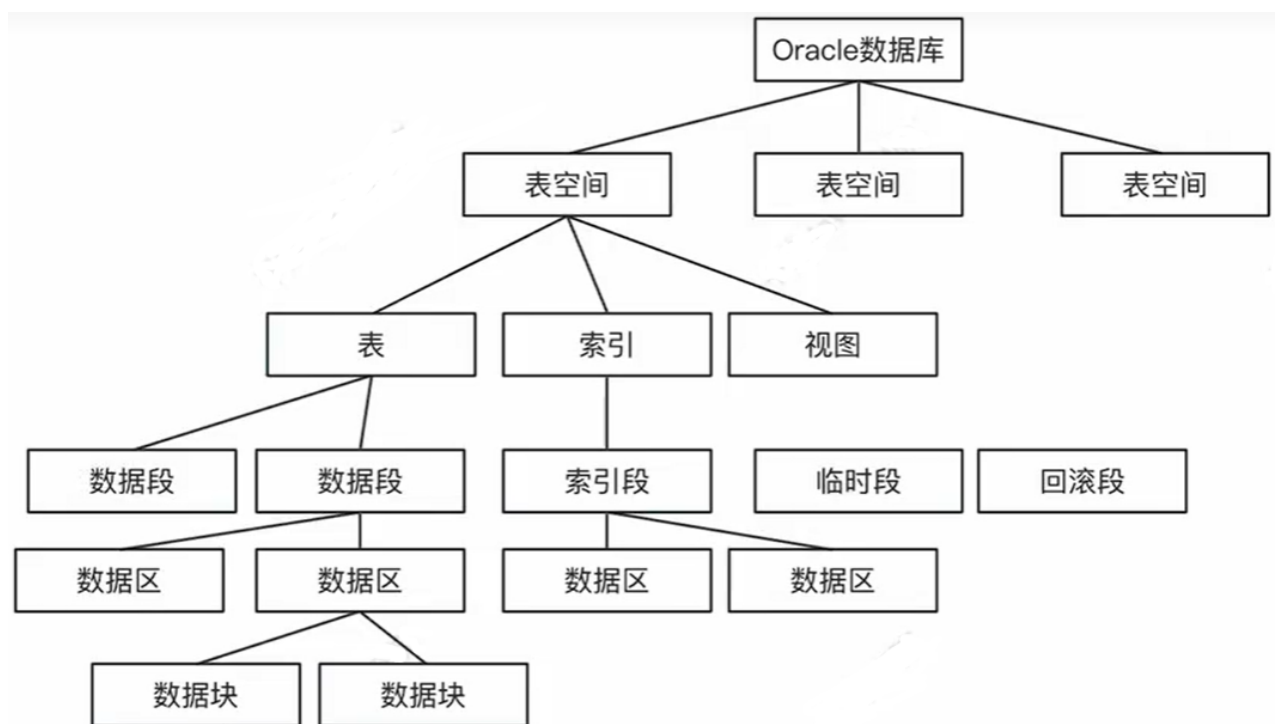 Oracle数据库
表空间
表空间
表空间
表
索引
视图
数据段
数据段
索引段
临时段
回滚段
数据区
数据区
数据区
数据区
数据块
数据块